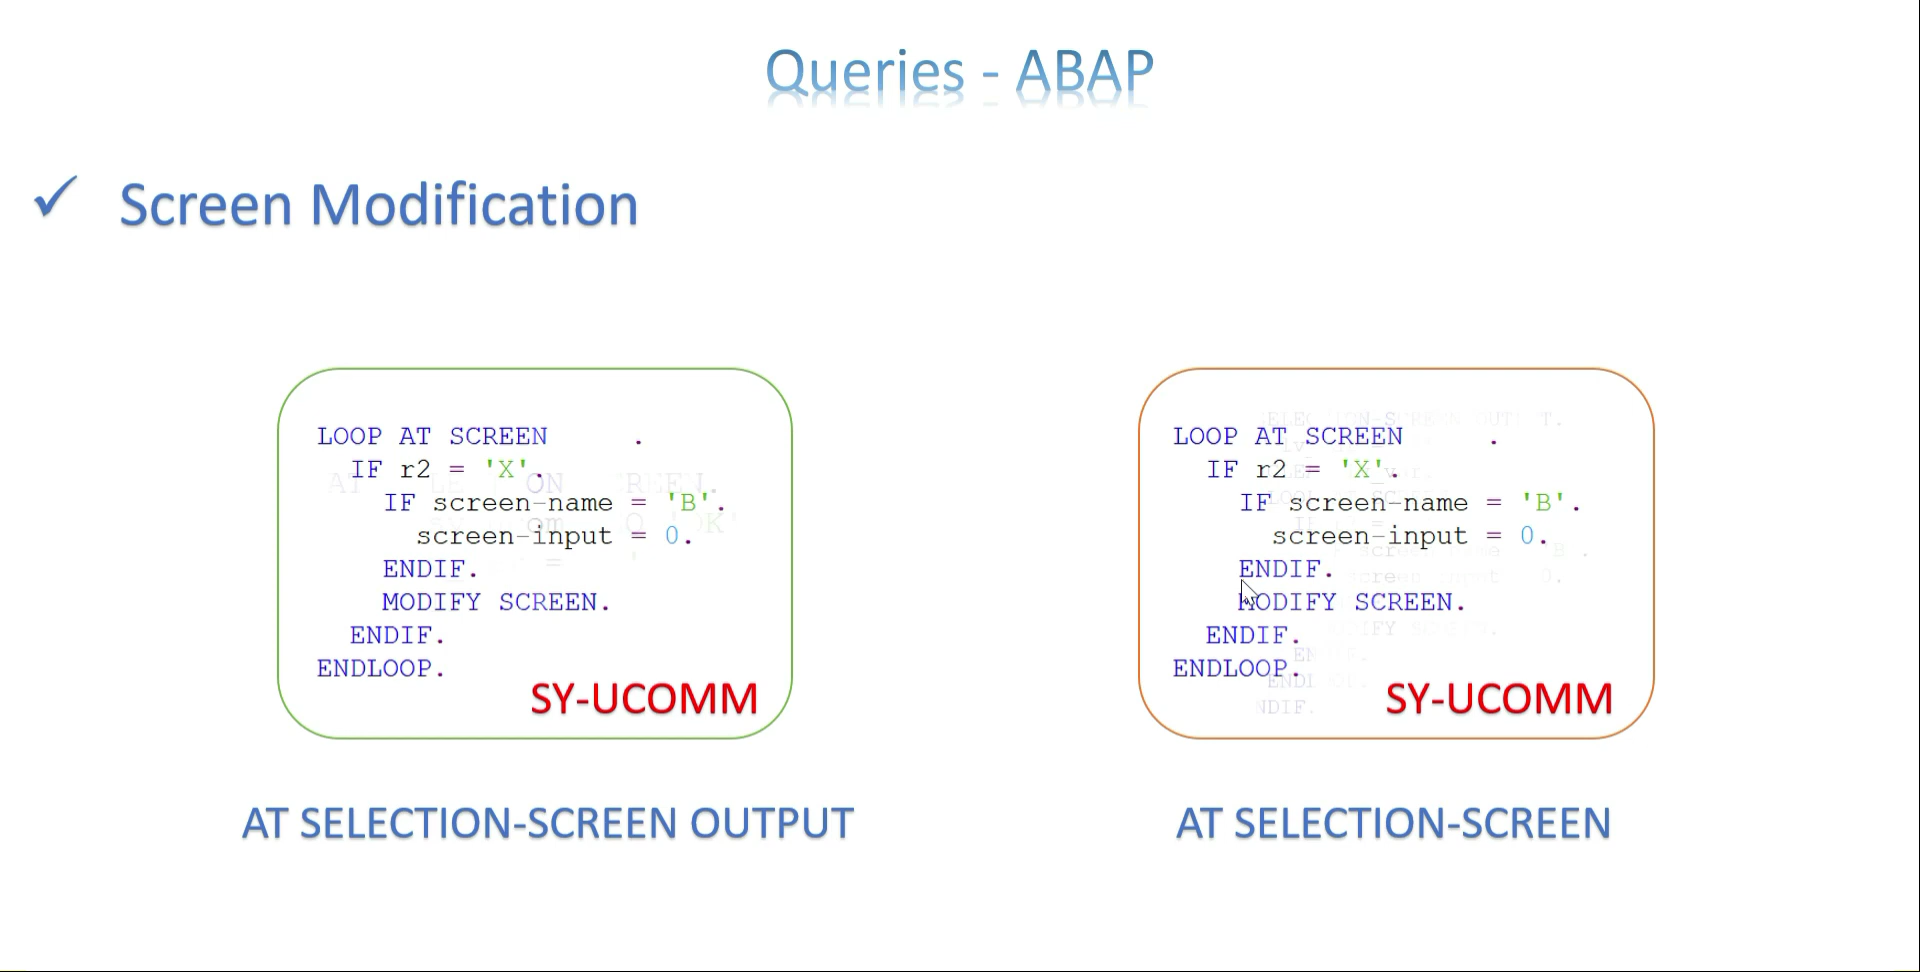 Queries - ABAP
✓ Screen Modification
LOOP AT SCREEN .
IF r2 = 'X'.
IF screen-name = 'B'.
screen-input = 0.
ENDIF.
MODIFY SCREEN.
ENDIF.
ENDLOOP.
SY-UCOMM
AT SELECTION-SCREEN OUTPUT
LOOP AT SCREEN .
IF r2 = 'X'.
IF screen-name = 'B'.
screen-input = 0.
ENDIF.
MODIFY SCREEN.
ENDIF.
ENDLOOP.
SY-UCOMM
AT SELECTION-SCREEN